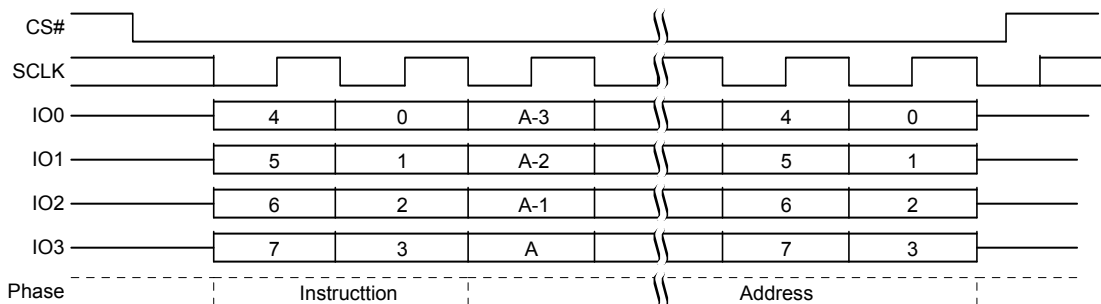 CS#
SCLK
IO0 4 0 A-3 4 0
IO1 5 1 A-2 5 1
IO2 6 2 A-1 6 2
IO3 7 3 A 7 3
Phase Instructtion Address